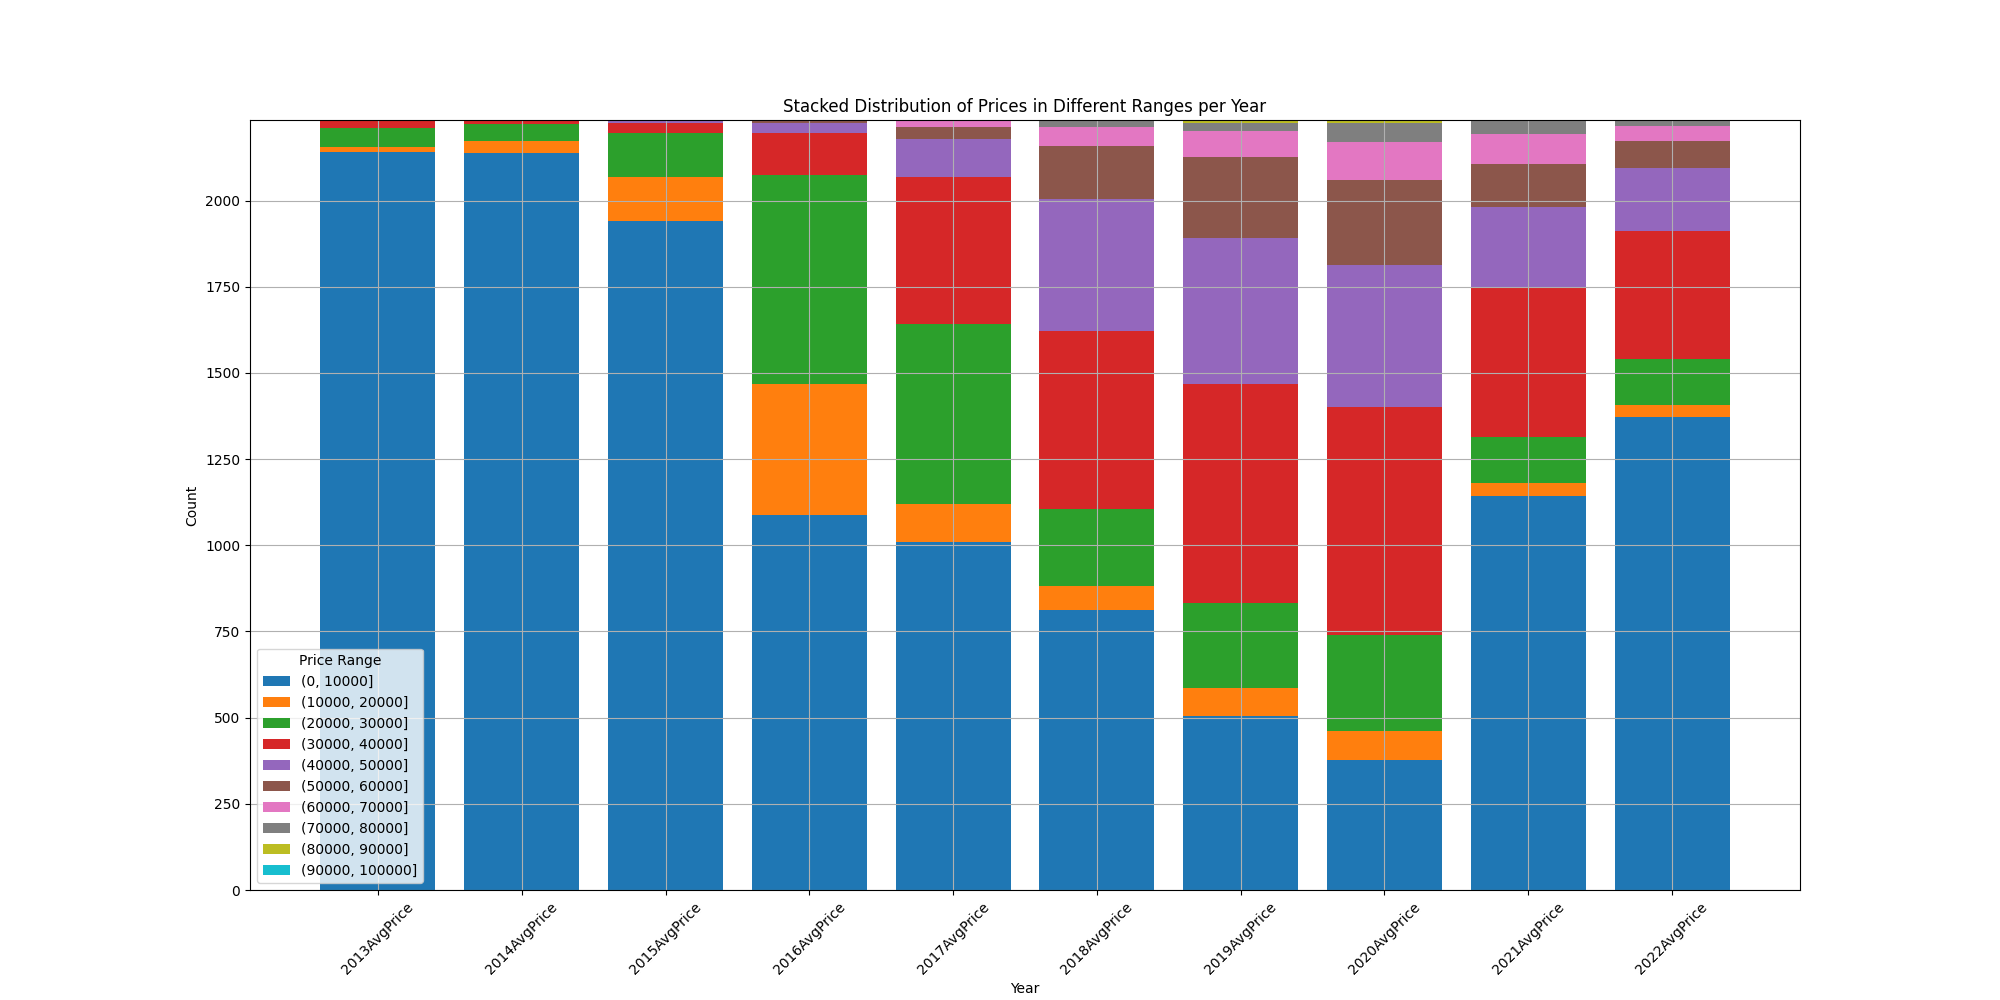 Stacked Distribution of Prices in Different Ranges per Year
Count
2000
1750
1500
1250
1000
750
500
250
0
Price Range
(0, 10000]
(10000, 20000]
(20000, 30000]
(30000, 40000]
(40000, 50000]
(50000, 60000]
(60000, 70000]
(70000, 80000]
(80000, 90000]
(90000, 100000]
2013AvgPrice
2014AvgPrice
2015AvgPrice
2016AvgPrice
2017AvgPrice
2018AvgPrice
2019AvgPrice
2020AvgPrice
2021AvgPrice
2022AvgPrice
Year